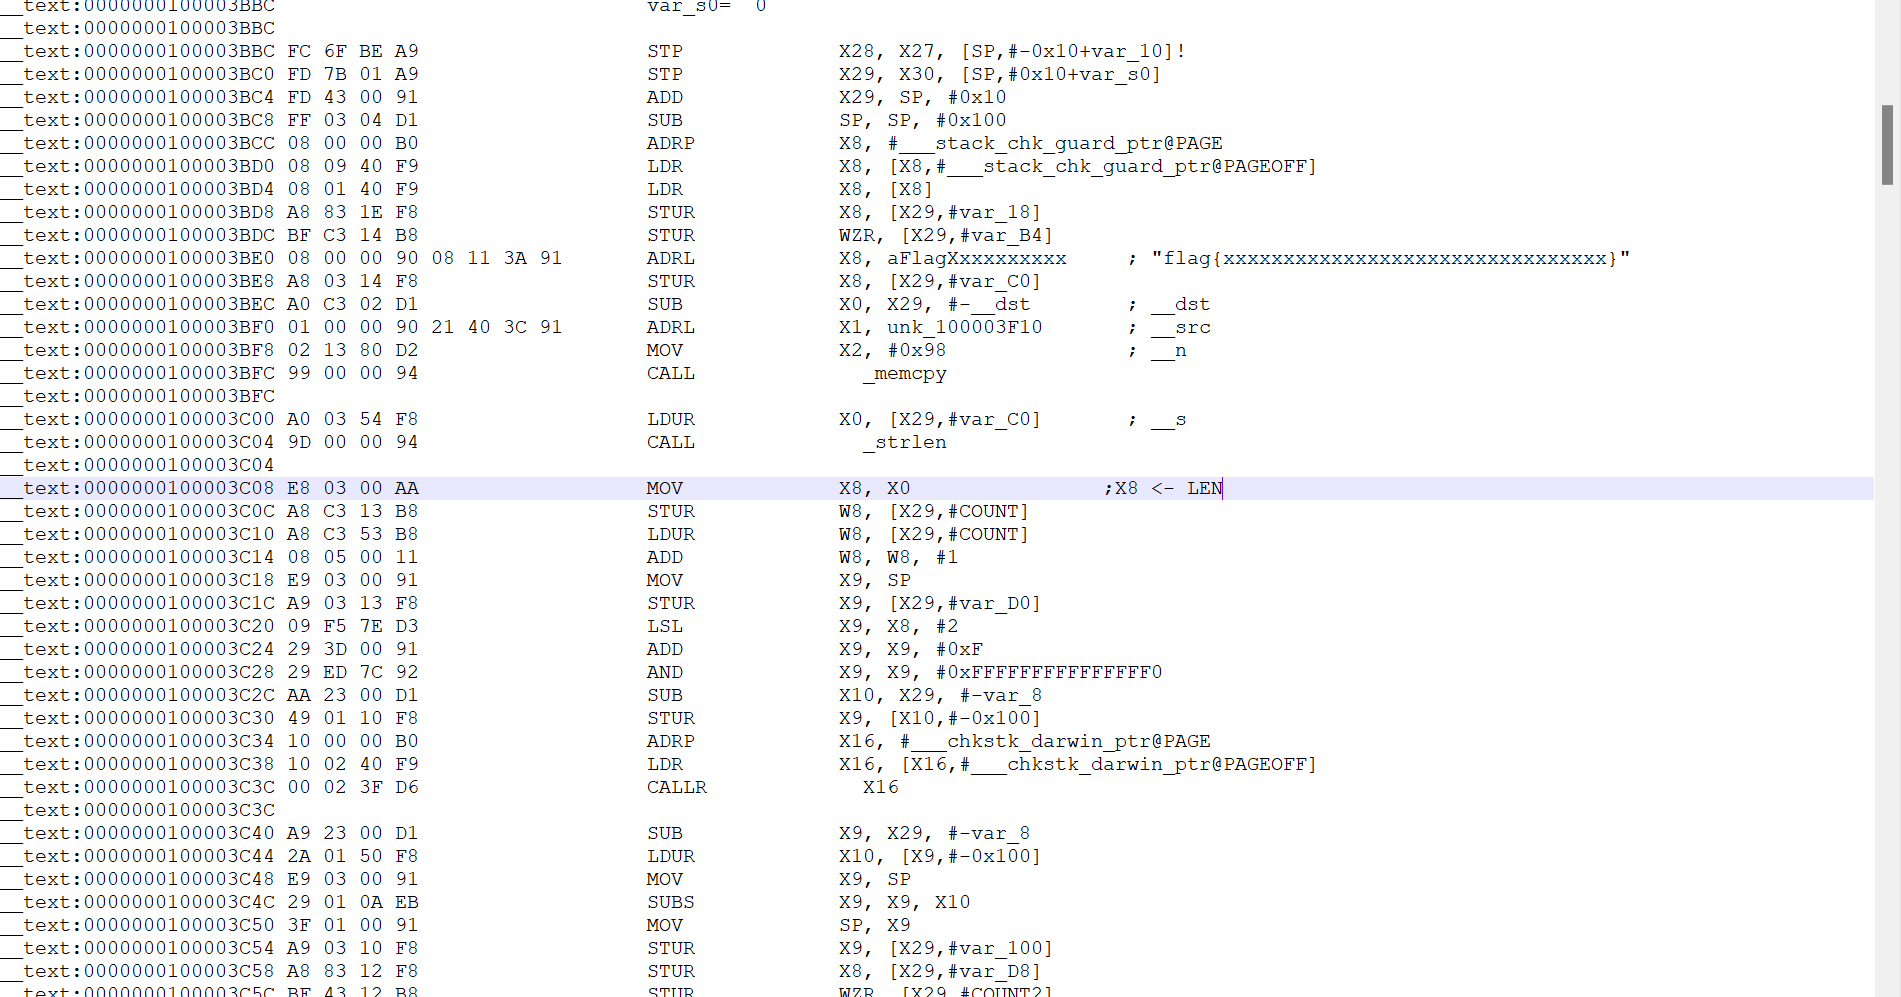 __text:0000000100003BBC                               var_s0=  0
__text:0000000100003BBC
__text:0000000100003BBC FC 6F BE A9                   STP             X28, X27, [SP,#-0x10+var_10]!
__text:0000000100003BC0 FD 7B 01 A9                   STP             X29, X30, [SP,#0x10+var_s0]
__text:0000000100003BC4 FD 43 00 91                   ADD             X29, SP, #0x10
__text:0000000100003BC8 FF 03 04 D1                   SUB             SP, SP, #0x100
__text:0000000100003BCC 08 00 00 B0                   ADRP            X8, #___stack_chk_guard_ptr@PAGE
__text:0000000100003BD0 08 09 40 F9                   LDR             X8, [X8,#___stack_chk_guard_ptr@PAGEOFF]
__text:0000000100003BD4 08 01 40 F9                   LDR             X8, [X8]
__text:0000000100003BD8 A8 83 1E F8                   STUR            X8, [X29,#var_18]
__text:0000000100003BDC BF C3 14 B8                   STUR            WZR, [X29,#var_B4]
__text:0000000100003BE0 08 00 00 90 08 11 3A 91       ADRL            X8, aFlagXxxxxxxxxx     ; "flag{xxxxxxxxxxxxxxxxxxxxxxxxxxxxxxxx}"
__text:0000000100003BE8 A8 03 14 F8                   STUR            X8, [X29,#var_C0]
__text:0000000100003BEC A0 C3 02 D1                   SUB             X0, X29, #-__dst        ; __dst
__text:0000000100003BF0 01 00 00 90 21 40 3C 91       ADRL            X1, unk_100003F10       ; __src
__text:0000000100003BF8 02 13 80 D2                   MOV             X2, #0x98               ; __n
__text:0000000100003BFC 99 00 00 94                   CALL              _memcpy
__text:0000000100003BFC
__text:0000000100003C00 A0 03 54 F8                   LDUR            X0, [X29,#var_C0]       ; __s
__text:0000000100003C04 9D 00 00 94                   CALL              _strlen
__text:0000000100003C04
__text:0000000100003C08 E8 03 00 AA                   MOV             X8, X0                ;X8 <- LEN
__text:0000000100003C0C A8 C3 13 B8                   STUR            W8, [X29,#COUNT]
__text:0000000100003C10 A8 C3 53 B8                   LDUR            W8, [X29,#COUNT]
__text:0000000100003C14 08 05 00 11                   ADD             W8, W8, #1
__text:0000000100003C18 E9 03 00 91                   MOV             X9, SP
__text:0000000100003C1C A9 03 13 F8                   STUR            X9, [X29,#var_D0]
__text:0000000100003C20 09 F5 7E D3                   LSL             X9, X8, #2
__text:0000000100003C24 29 3D 00 91                   ADD             X9, X9, #0xF
__text:0000000100003C28 29 ED 7C 92                   AND             X9, X9, #0xFFFFFFFFFFFFFFF0
__text:0000000100003C2C AA 23 00 D1                   SUB             X10, X29, #-var_8
__text:0000000100003C30 49 01 10 F8                   STUR            X9, [X10,#-0x100]
__text:0000000100003C34 10 00 00 B0                   ADRP            X16, #___chkstk_darwin_ptr@PAGE
__text:0000000100003C38 10 02 40 F9                   LDR             X16, [X16,#___chkstk_darwin_ptr@PAGEOFF]
__text:0000000100003C3C 00 02 3F D6                   CALLR             X16
__text:0000000100003C3C
__text:0000000100003C40 A9 23 00 D1                   SUB             X9, X29, #-var_8
__text:0000000100003C44 2A 01 50 F8                   LDUR            X10, [X9,#-0x100]
__text:0000000100003C48 E9 03 00 91                   MOV             X9, SP
__text:0000000100003C4C 29 01 0A EB                   SUBS            X9, X9, X10
__text:0000000100003C50 3F 01 00 91                   MOV             SP, X9
__text:0000000100003C54 A9 03 10 F8                   STUR            X9, [X29,#var_100]
__text:0000000100003C58 A8 83 12 F8                   STUR            X8, [X29,#var_D8]
__text:0000000100003C5C BF 43 12 B8                   STUR            WZR, [X29,#COUNT2]